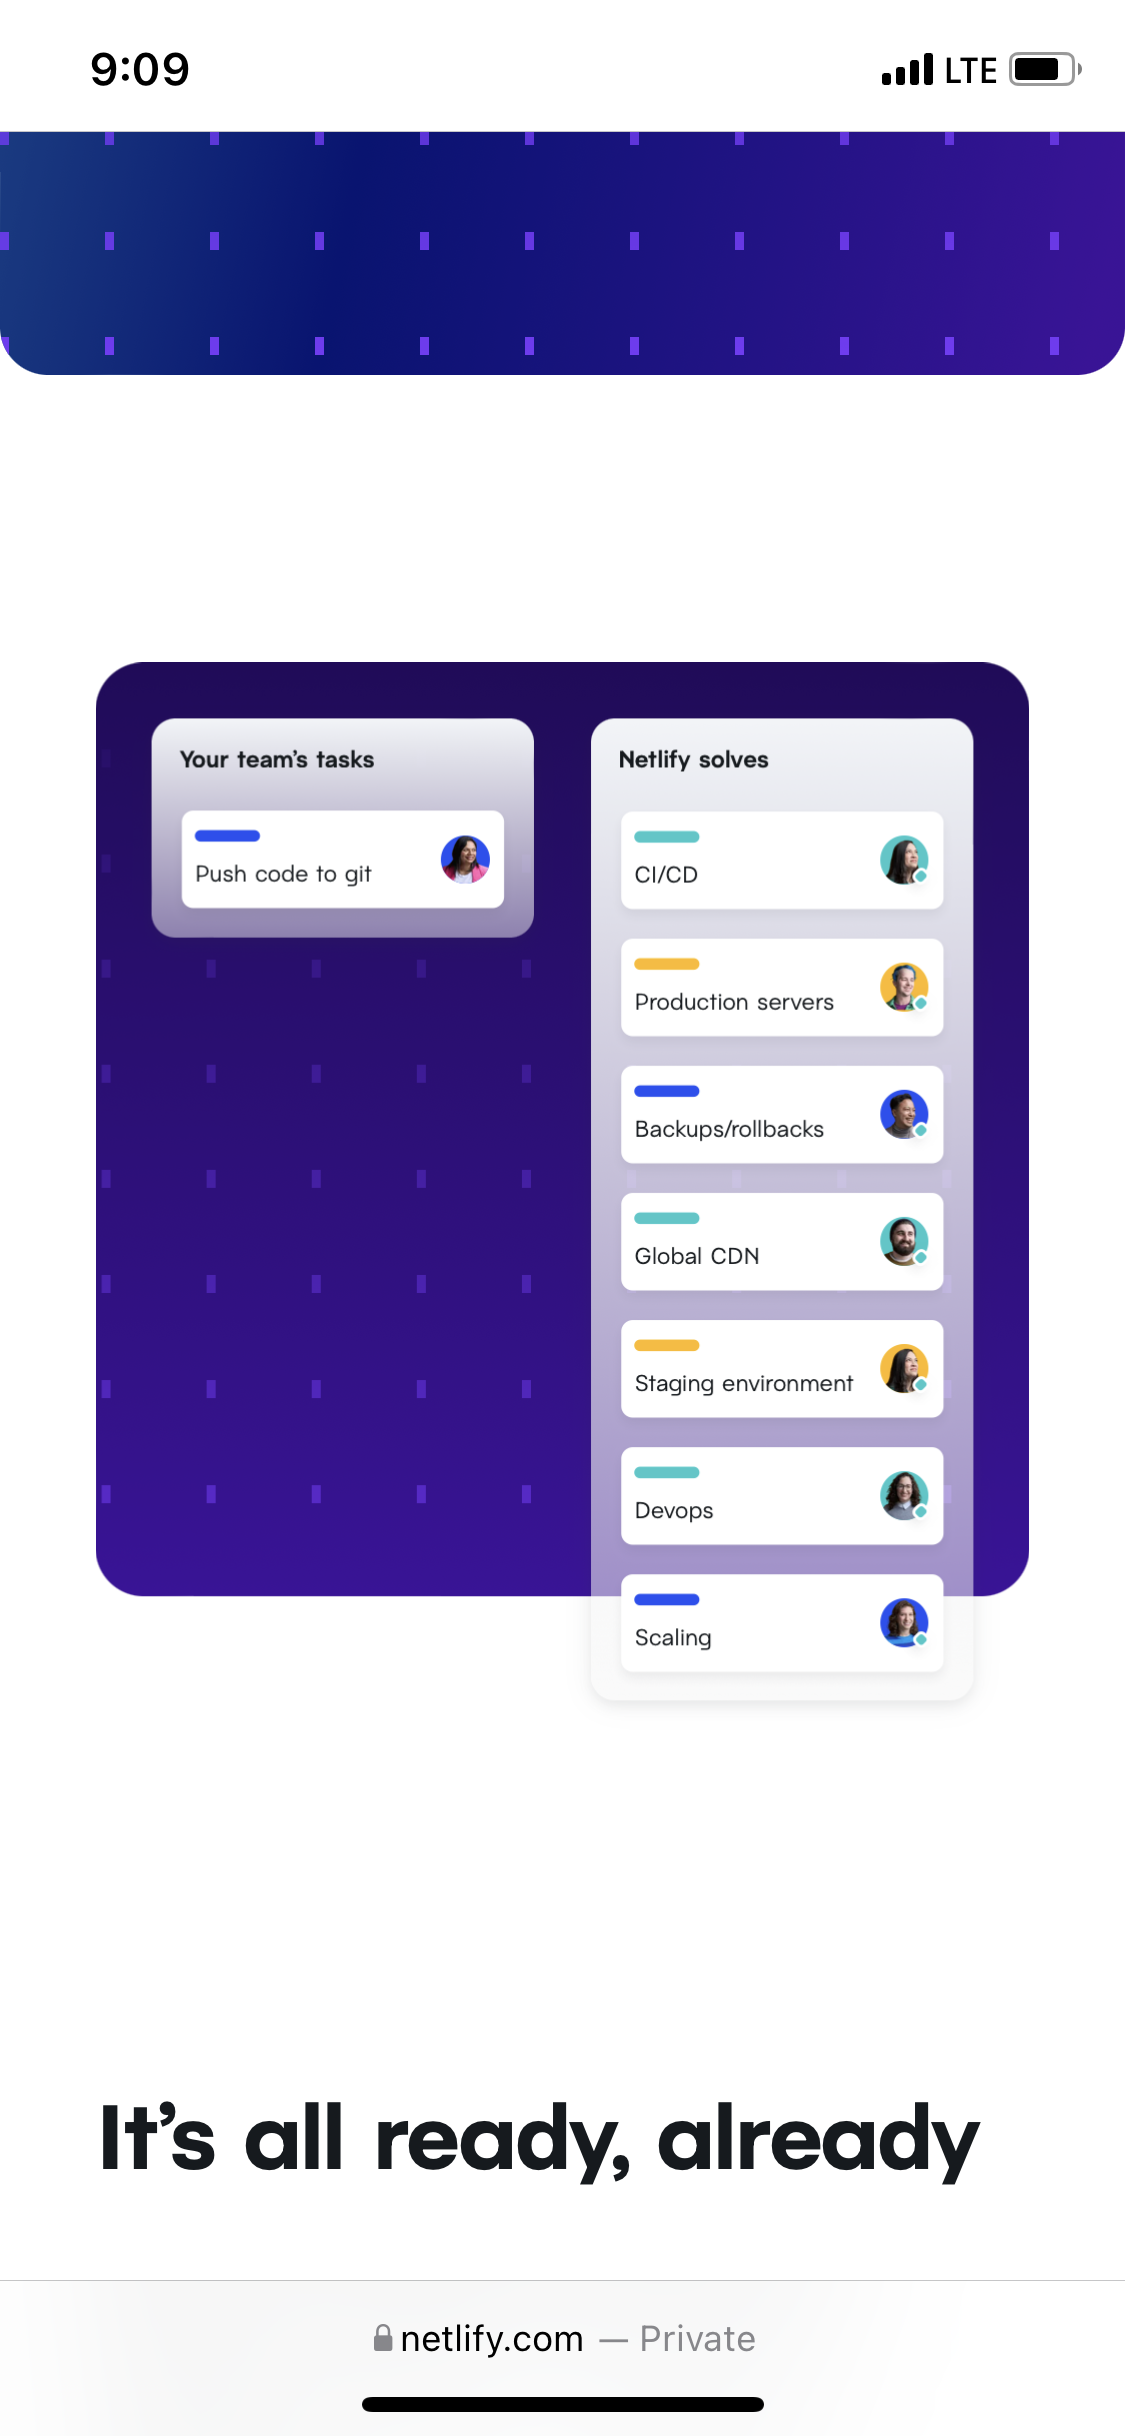 9:09
LTE
Your team’s tasks
Push code to git
Netlify solves
CI/CD
Production servers
Backups/rollbacks
Global CDN
Staging environment
Devops
Scaling
It’s all ready, already
netlify.com — Private